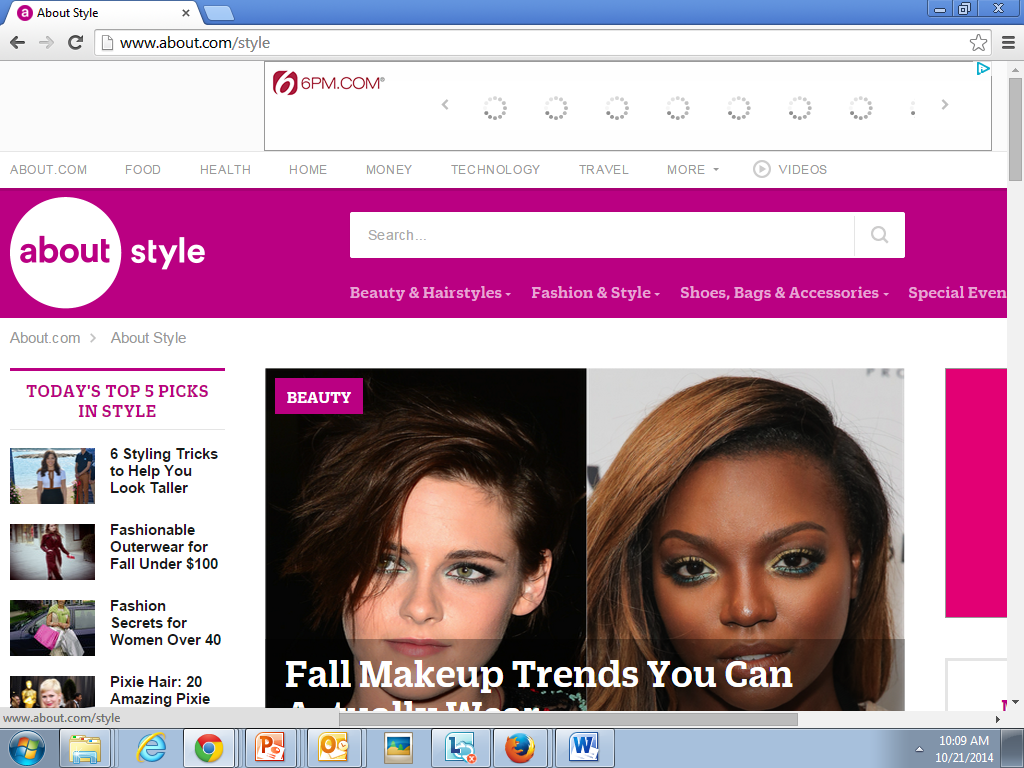 a About Style
www.about.com/style
6PM.COM®
ABOUT.COM FOOD HEALTH HOME MONEY TECHNOLOGY TRAVEL MORE VIDEOS
about style
Search...
Beauty & Hairstyles Fashion & Style Shoes, Bags & Accessories Special Even
About.com > About Style
TODAY'S TOP 5 PICKS
IN STYLE
6 Styling Tricks
to Help You
Look Taller
Fashionable
Outerwear for
Fall Under $100
Fashion
Secrets for
Women Over 40
Pixie Hair: 20
Amazing Pixie
BEAUTY
Fall Makeup Trends You Can
Actually Wear
www.about.com/style
10:09 AM
10/21/2014